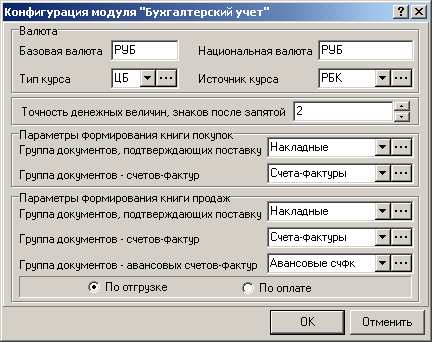 Конфигурация модуля "Бухгалтерский учет"
Валюта
Базовая валюта РУБ Национальная валюта РУБ
Тип курса ЦБ Источник курса РБК
Точность денежных величин, знаков после запятой 2
Параметры формирования книги покупок
Группа документов, подтверждающих поставку Накладные
Группа документов - счетов-фактур Счета-фактуры
Параметры формирования книги продаж
Группа документов, подтверждающих поставку Накладные
Группа документов - счетов-фактур Счета-фактуры
Группа документов - авансовых счетов-фактур Авансовые счфк
По отгрузке По оплате
OK Отменить